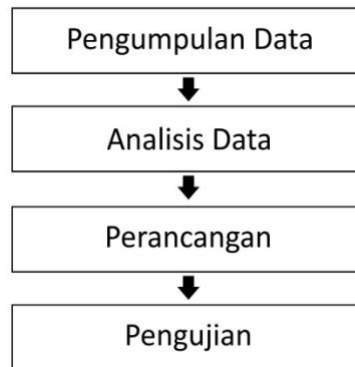 Pengumpulan Data
Analisis Data
Perancangan
Pengujian